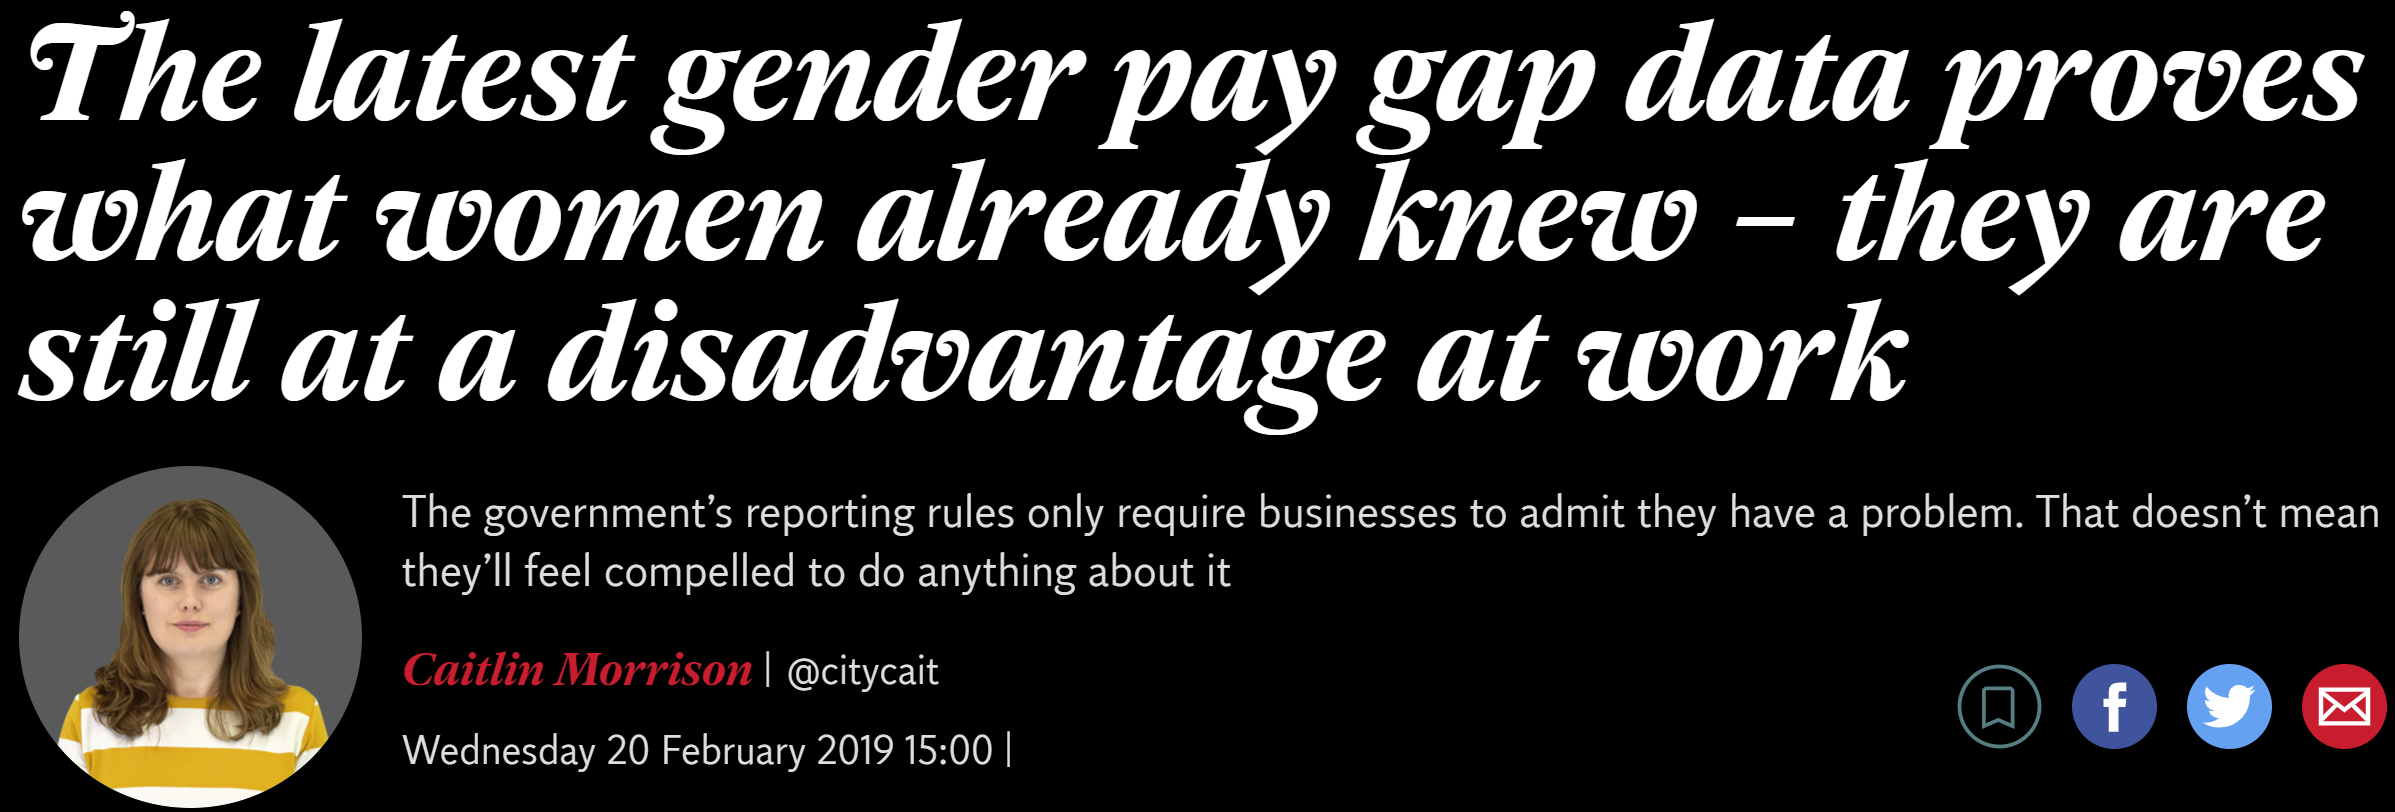 The latest gender pay gap data proves
what women already knew – they are
still at a disadvantage at work
The government’s reporting rules only require businesses to admit they have a problem. That doesn’t mean
they’ll feel compelled to do anything about it
Caitlin Morrison | @citycait
Wednesday 20 February 2019 15:00 |